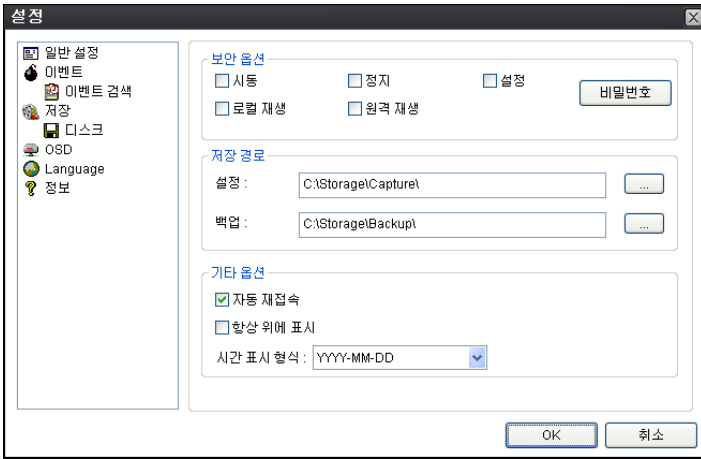 설정
일반 설정
이벤트
이벤트 검색
저장
디스크
OSD
Language
정보
보안 옵션
시동 정지 설정
비밀번호
로컬 재생 원격 재생
저장 경로
설정 : C:\Storage\Capture\ ...
백업 : C:\Storage\Backup\ ...
기타 옵션
자동 재접속
항상 위에 표시
시간 표시 형식 : YYYY-MM-DD
OK 취소